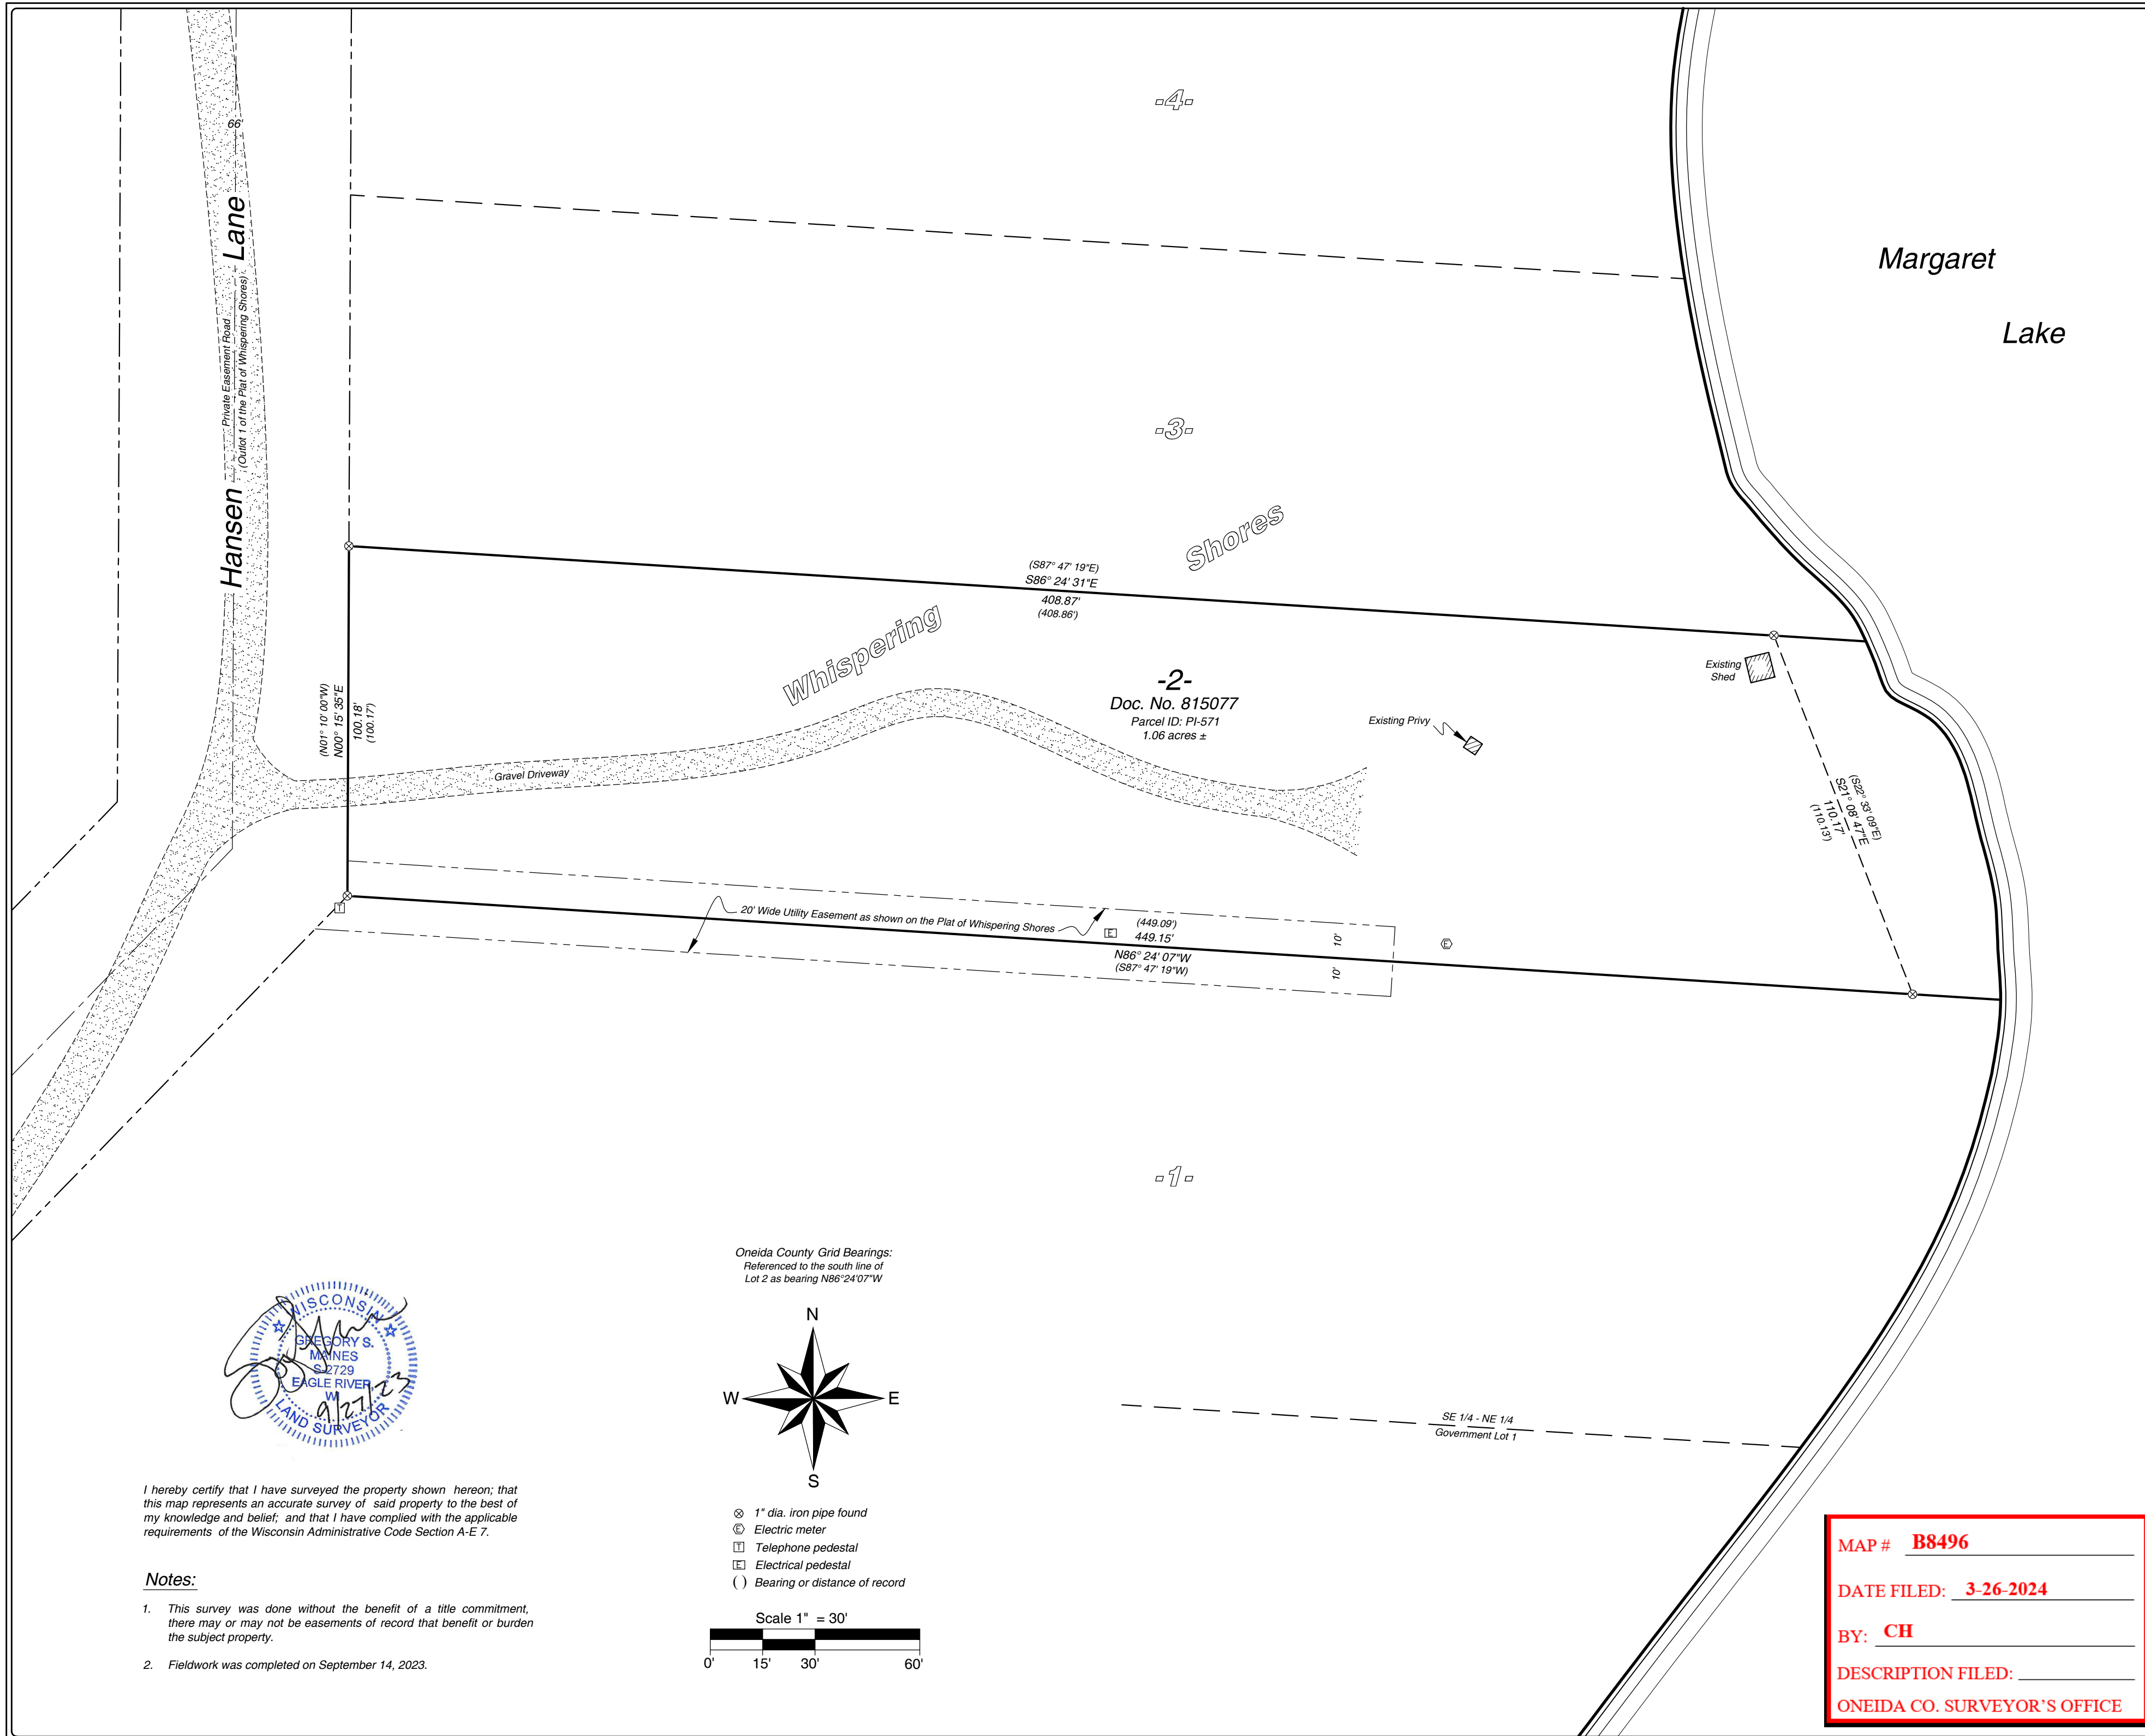 -4-
66'
Hansen Lane
Private Easement Road
(Outlot 1 of the Plat of Whispering Shores)
Margaret
Lake
-3-
Whispering Shores
(S87° 47' 19"E)
S86° 24' 31"E
408.87'
(408.86')
-2-
Doc. No. 815077
Parcel ID: PI-571
1.06 acres ±
Existing
Shed
Existing Privy
(N01° 10' 00"W)
N00° 15' 35"E
100.18'
(100.17')
Gravel Driveway
(S22° 33' 09"E)
S21° 08' 47"E
110.17'
(110.13')
T
20' Wide Utility Easement as shown on the Plat of Whispering Shores
E
(449.09')
449.15'
N86° 24' 07"W
(S87° 47' 19"W)
10'
10'
E
-1-
Oneida County Grid Bearings:
Referenced to the south line of
Lot 2 as bearing N86°24'07"W
N
W
E
S
WISCONSIN
GREGORY S.
MAINES
S-2729
EAGLE RIVER,
WI
LAND SURVEYOR
9/27/23
SE 1/4 - NE 1/4
Government Lot 1
I hereby certify that I have surveyed the property shown hereon; that
this map represents an accurate survey of said property to the best of
my knowledge and belief; and that I have complied with the applicable
requirements of the Wisconsin Administrative Code Section A-E 7.
Notes:
1. This survey was done without the benefit of a title commitment,
there may or may not be easements of record that benefit or burden
the subject property.
2. Fieldwork was completed on September 14, 2023.
1" dia. iron pipe found
E Electric meter
T Telephone pedestal
E Electrical pedestal
( ) Bearing or distance of record
Scale 1" = 30'
0' 15' 30' 60'
MAP # B8496
DATE FILED: 3-26-2024
BY: CH
DESCRIPTION FILED:
ONEIDA CO. SURVEYOR'S OFFICE